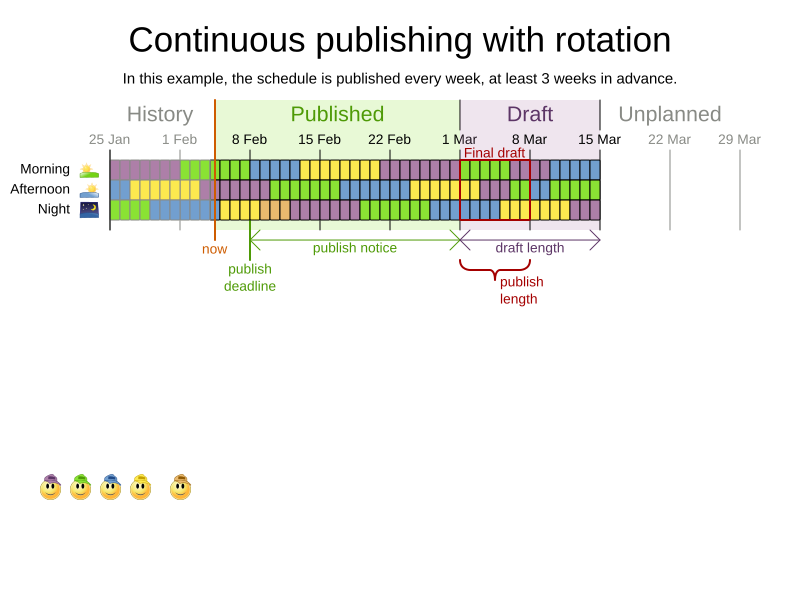 Continuous publishing with rotation
In this example, the schedule is published every week, at least 3 weeks in advance.
History Published Draft Unplanned
25 Jan 1 Feb 8 Feb 15 Feb 22 Feb 1 Mar 8 Mar 15 Mar 22 Mar 29 Mar
Final draft
Morning
Afternoon
Night
now publish notice draft length
publish
deadline
publish
length